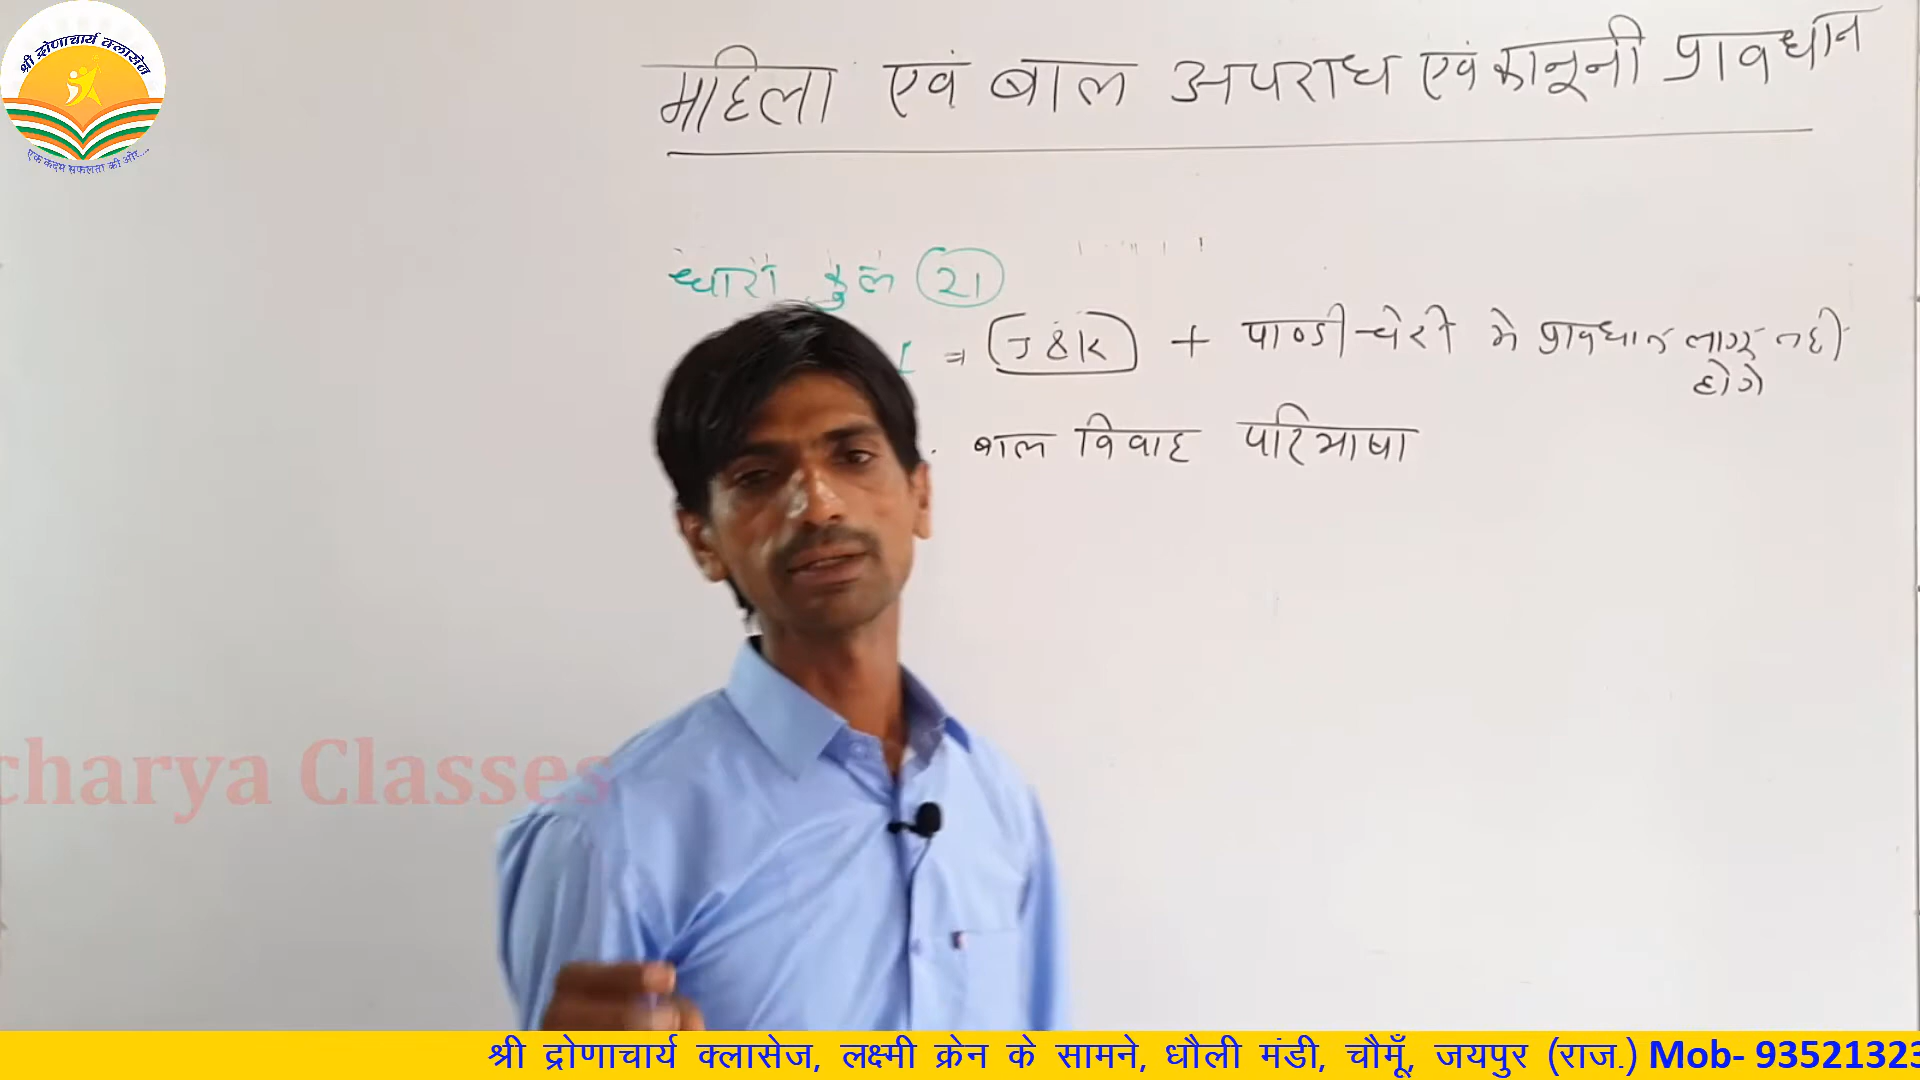 श्री द्रोणाचार्य क्लासेज
एक कदम सफलता की ओर....
महिला एवं बाल अपराध एवं कानूनी प्रावधान
धारा कुल 21
= J&K + पाण्डीचेरी मे प्रावधान लागू नही
होगे
बाल विवाह परिभाषा
charya Classes
श्री द्रोणाचार्य क्लासेज, लक्ष्मी क्रेन के सामने, धौली मंडी, चौमूँ, जयपुर (राज.) Mob- 93521323